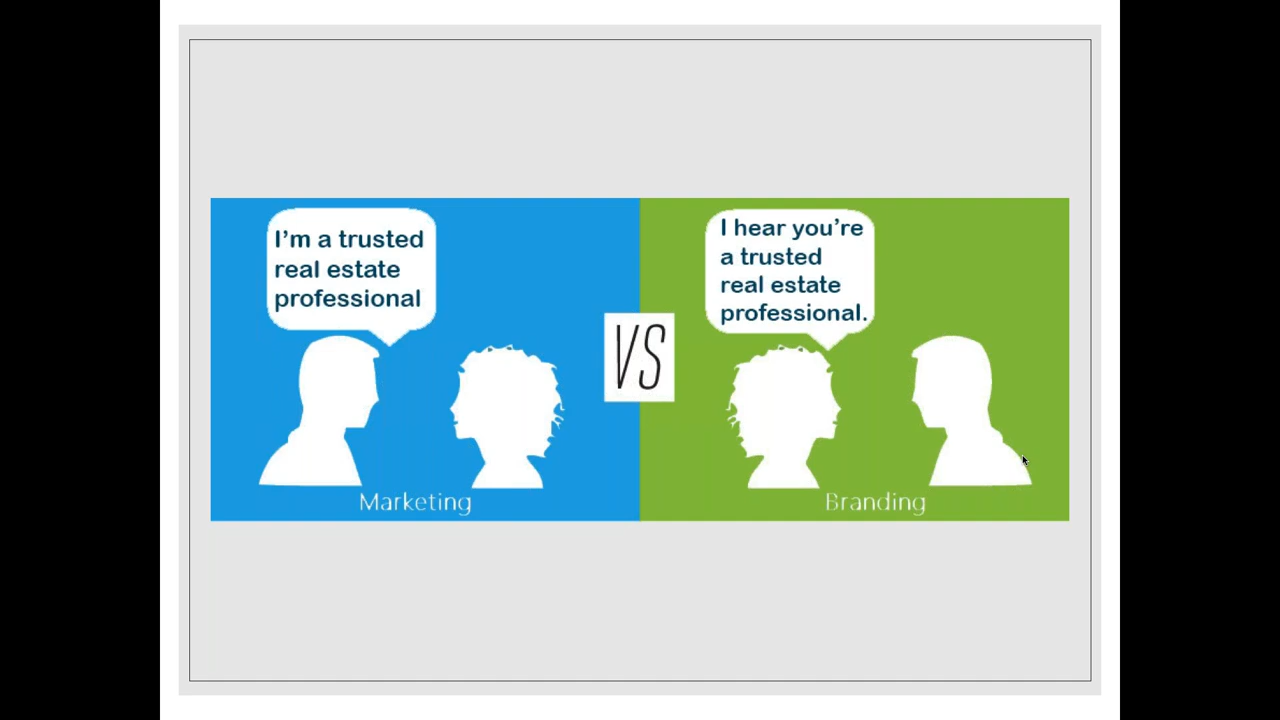 I'm a trusted
real estate
professional
I hear you're
a trusted
real estate
professional.
VS
Marketing
Branding